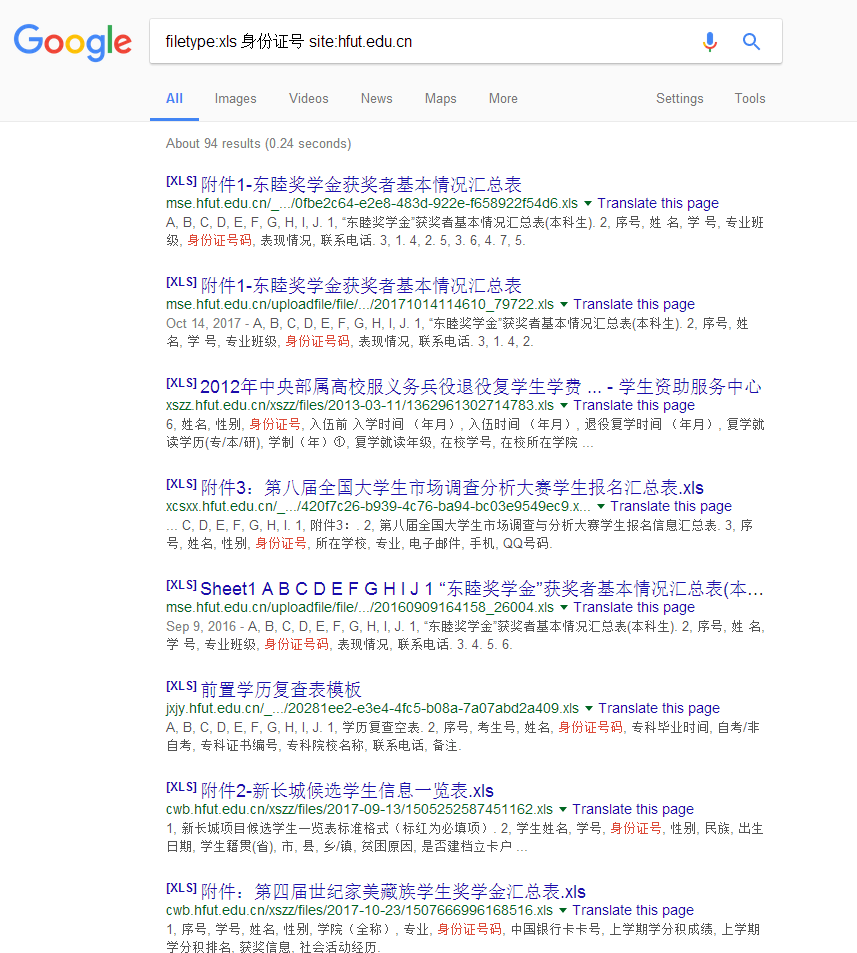 Google
filetype:xls 身份证号 site:hfut.edu.cn
All Images Videos News Maps More Settings Tools
About 94 results (0.24 seconds)
[XLS] 附件1-东睦奖学金获奖者基本情况汇总表
mse.hfut.edu.cn/_.../0fbe2c64-e2e8-483d-922e-f658922f54d6.xls Translate this page
A, B, C, D, E, F, G, H, I, J. 1, “东睦奖学金”获奖者基本情况汇总表(本科生). 2, 序号, 姓 名, 学 号, 专业班
级, 身份证号码, 表现情况, 联系电话. 3, 1. 4, 2. 5, 3. 6, 4. 7, 5.
[XLS] 附件1-东睦奖学金获奖者基本情况汇总表
mse.hfut.edu.cn/uploadfile/file/.../20171014114610_79722.xls Translate this page
Oct 14, 2017 - A, B, C, D, E, F, G, H, I, J. 1, “东睦奖学金”获奖者基本情况汇总表(本科生). 2, 序号, 姓
名, 学 号, 专业班级, 身份证号码, 表现情况, 联系电话. 3, 1. 4, 2.
[XLS] 2012年中央部属高校服义务兵役退役复学生学费 ... - 学生资助服务中心
xszz.hfut.edu.cn/xszz/files/2013-03-11/1362961302714783.xls Translate this page
6, 姓名, 性别, 身份证号, 入伍前 入学时间 （年月）, 入伍时间 （年月）, 退役复学时间 （年月）, 复学就
读学历(专/本/研), 学制（年）①, 复学就读年级, 在校学号, 在校所在学院 ...
[XLS] 附件3：第八届全国大学生市场调查分析大赛学生报名汇总表.xls
xcsxx.hfut.edu.cn/_.../420f7c26-b939-4c76-ba94-bc03e9549ec9.x... Translate this page
... C, D, E, F, G, H, I. 1, 附件3：. 2, 第八届全国大学生市场调查与分析大赛学生报名信息汇总表. 3, 序
号, 姓名, 性别, 身份证号, 所在学校, 专业, 电子邮件, 手机, QQ号码.
[XLS] Sheet1 A B C D E F G H I J 1 “东睦奖学金”获奖者基本情况汇总表(本...
mse.hfut.edu.cn/uploadfile/file/.../20160909164158_26004.xls Translate this page
Sep 9, 2016 - A, B, C, D, E, F, G, H, I, J. 1, “东睦奖学金”获奖者基本情况汇总表(本科生). 2, 序号, 姓 名,
学 号, 专业班级, 身份证号码, 表现情况, 联系电话. 3. 4. 5. 6.
[XLS] 前置学历复查表模板
jxjy.hfut.edu.cn/_.../20281ee2-e3e4-4fc5-b08a-7a07abd2a409.xls Translate this page
A, B, C, D, E, F, G, H, I, J. 1, 学历复查空表. 2, 序号, 考生号, 姓名, 身份证号码, 专科毕业时间, 自考/非
自考, 专科证书编号, 专科院校名称, 联系电话, 备注.
[XLS] 附件2-新长城候选学生信息一览表.xls
cwb.hfut.edu.cn/xszz/files/2017-09-13/1505252587451162.xls Translate this page
1, 新长城项目候选学生一览表标准格式（标红为必填项）. 2, 学生姓名, 学号, 身份证号, 性别, 民族, 出生
日期, 学生籍贯(省), 市, 县, 乡/镇, 贫困原因, 是否建档立卡户 ...
[XLS] 附件：第四届世纪家美藏族学生奖学金汇总表.xls
cwb.hfut.edu.cn/xszz/files/2017-10-23/1507666996168516.xls Translate this page
1, 序号, 学号, 姓名, 性别, 学院（全称）, 专业, 身份证号码, 中国银行卡卡号, 上学期学分积成绩, 上学期
学分积排名, 获奖信息, 社会活动经历.